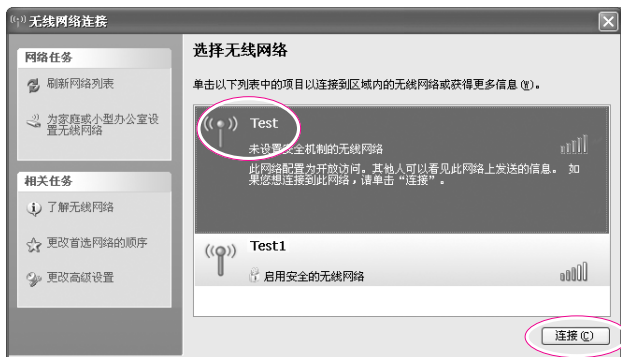 无线网络连接
网络任务
刷新网络列表
为家庭或小型办公室设
置无线网络
相关任务
了解无线网络
更改首选网络的顺序
更改高级设置
选择无线网络
单击以下列表中的项目以连接到区域内的无线网络或获得更多信息(W)。
Test
未设置安全机制的无线网络
此网络配置为开放访问。其他人可以看见此网络上发送的信息。 如
果您想连接到此网络，请单击“连接”。
Test1
启用安全的无线网络
连接(C)